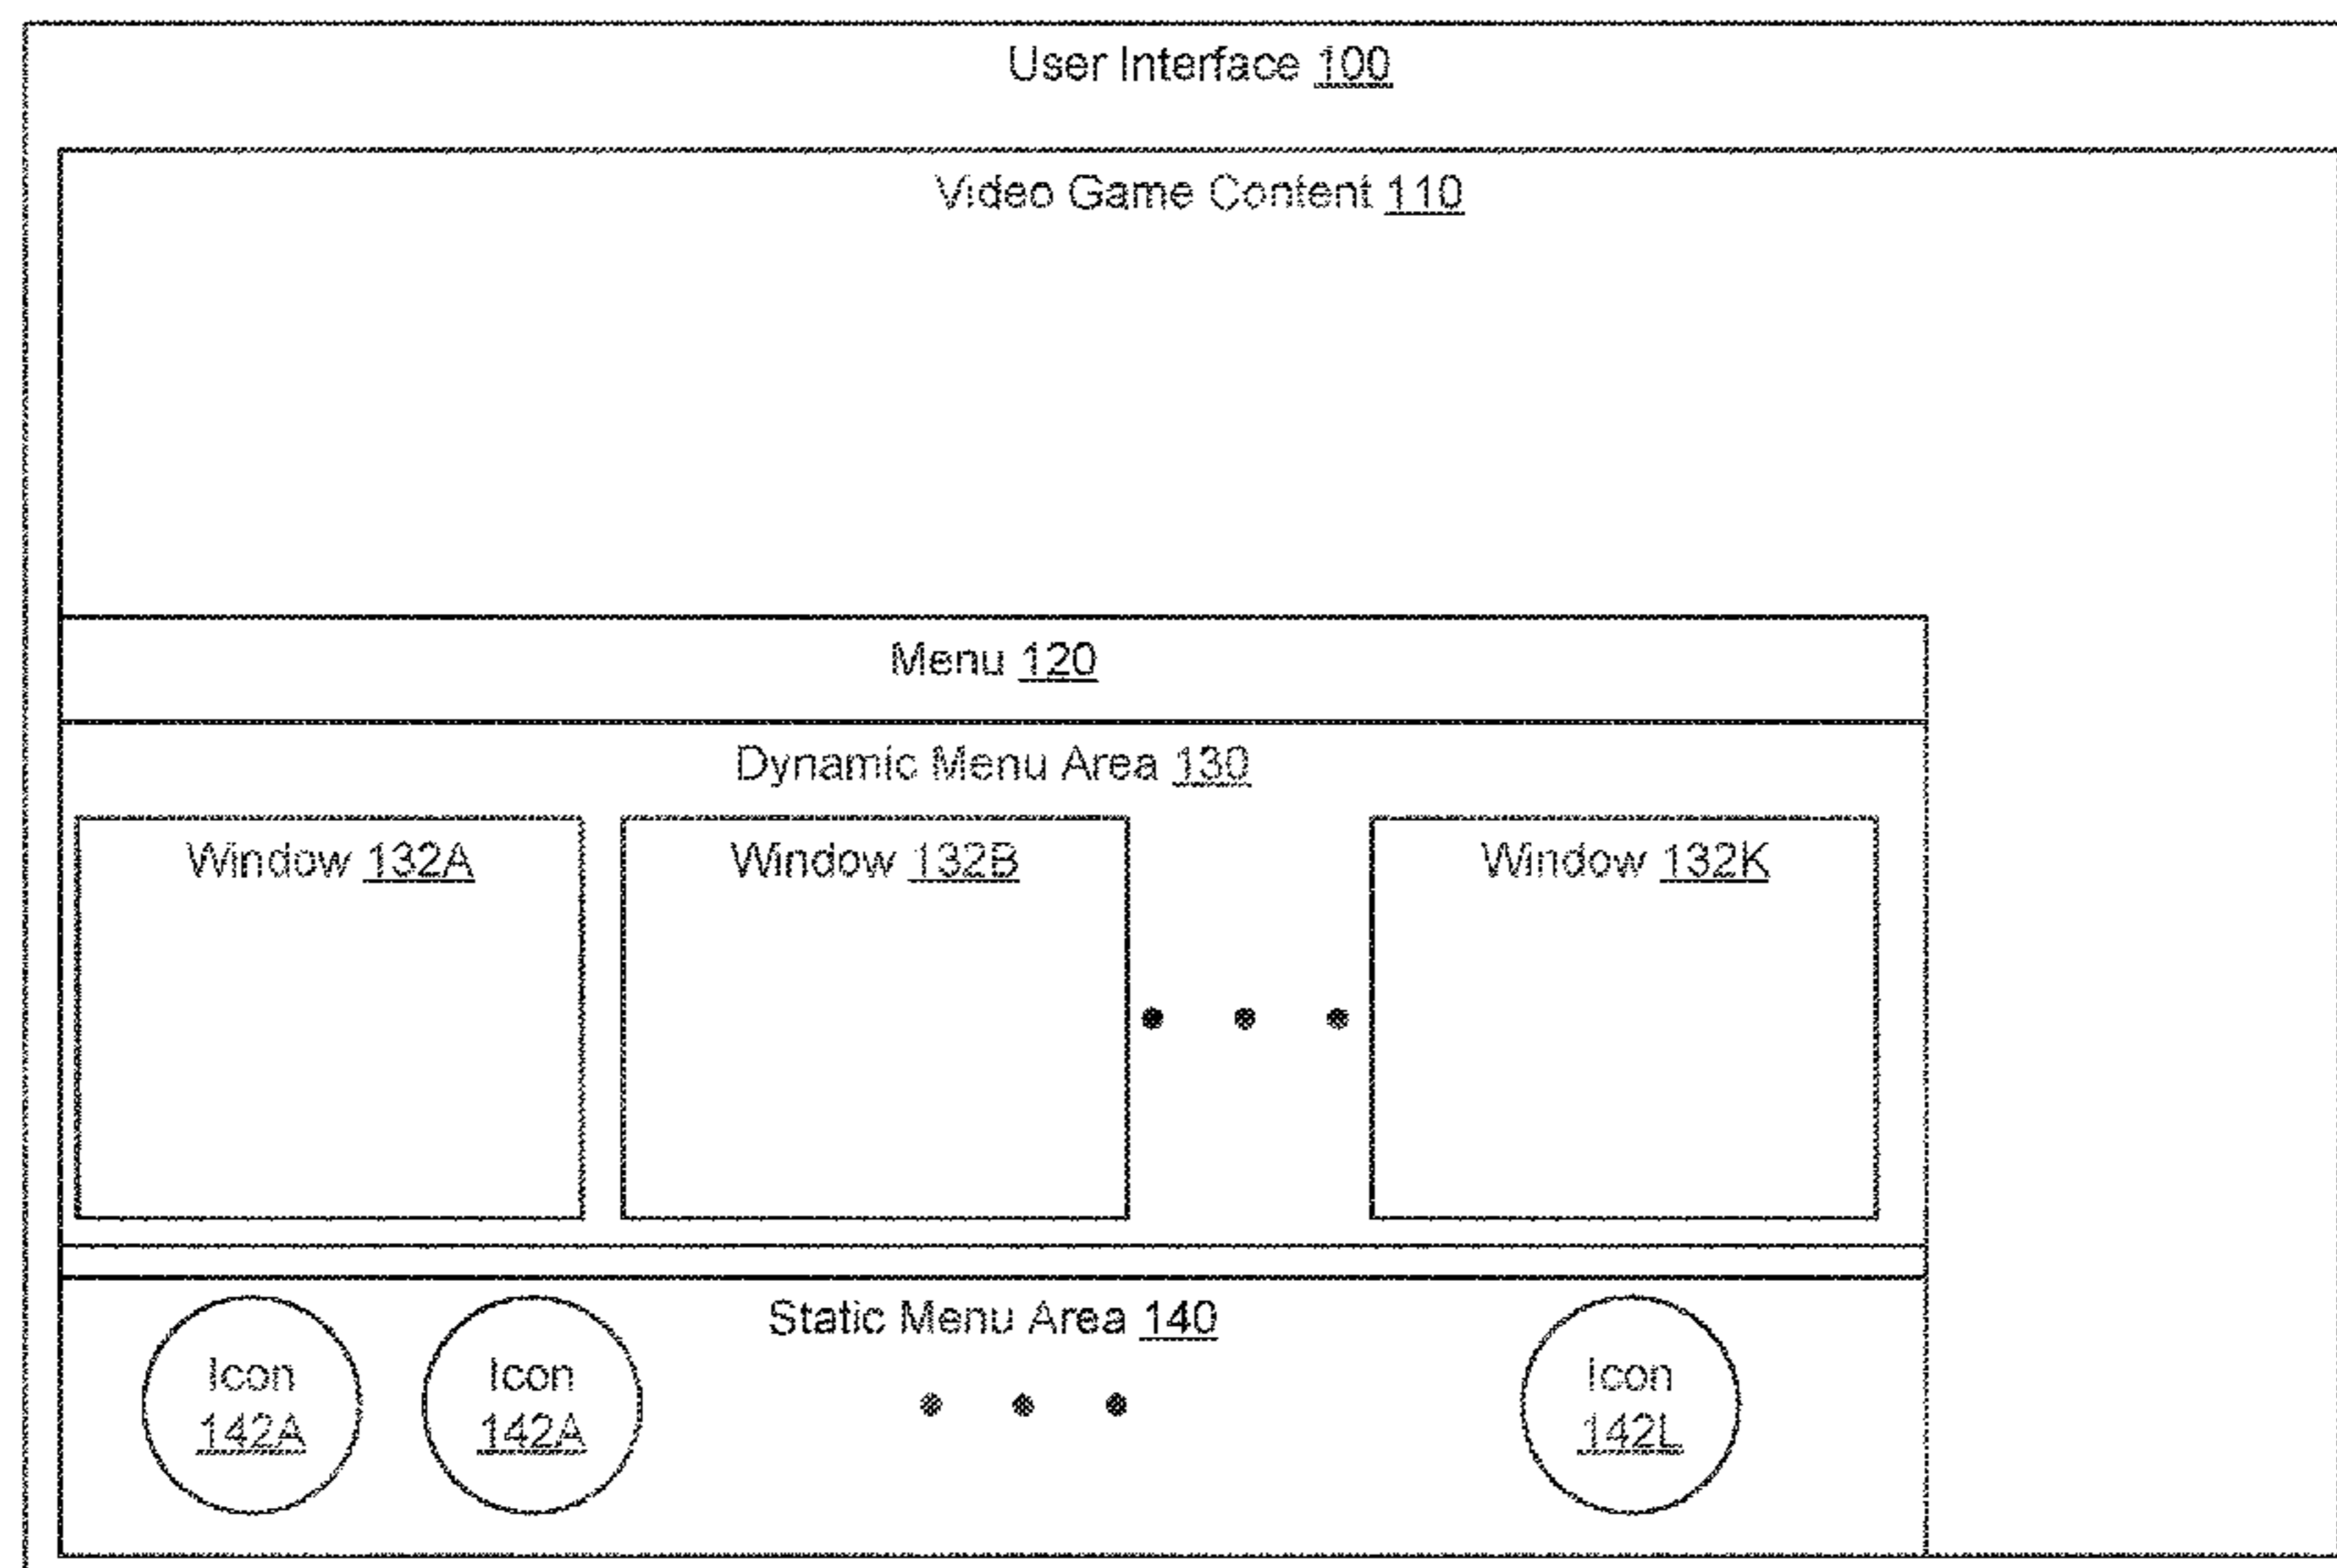 User Interface 100
Video Game Content 110
Menu 120
Dynamic Menu Area 130
Window 132A
Window 132B
Window 132K
Static Menu Area 140
Icon
142A
Icon
142A
Icon
142L